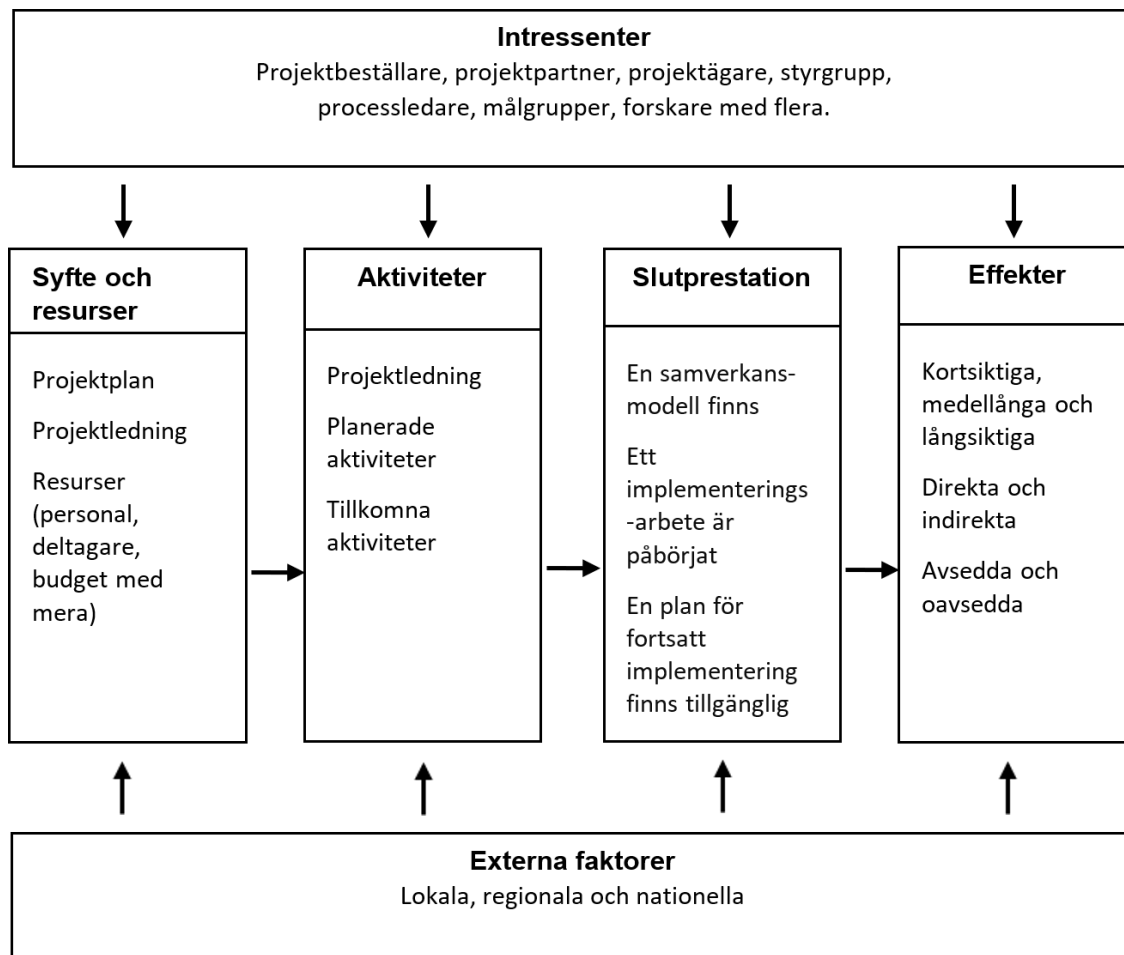 Intressenter
Projektbeställare, projektpartner, projektägare, styrgrupp,
processledare, målgrupper, forskare med flera.
Syfte och
resurser
Projektplan
Projektledning
Resurser
(personal,
deltagare,
budget med
mera)
Aktiviteter
Projektledning
Planerade
aktiviteter
Tillkomna
aktiviteter
Slutprestation
En samverkans-
modell finns
Ett
implementerings
-arbete är
påbörjat
En plan för
fortsatt
implementering
finns tillgänglig
Effekter
Kortsiktiga,
medellånga och
långsiktiga
Direkta och
indirekta
Avsedda och
oavsedda
Externa faktorer
Lokala, regionala och nationella